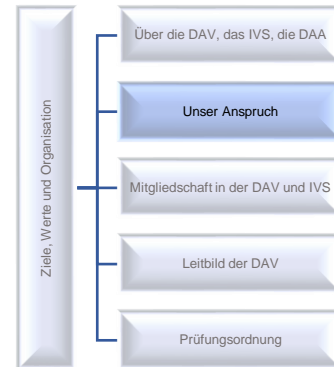 Ziele, Werte und Organisation
Über die DAV, das IVS, die DAA
Unser Anspruch
Mitgliedschaft in der DAV und IVS
Leitbild der DAV
Prüfungsordnung